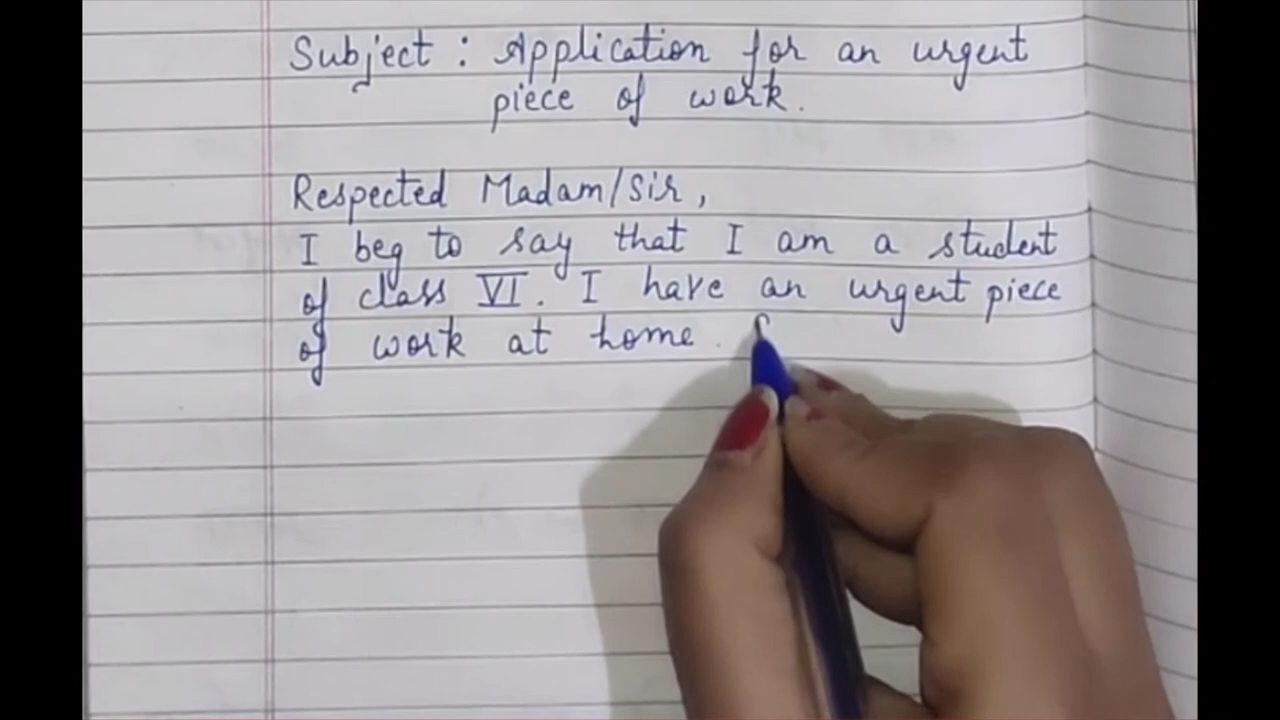 Subject : Application for an urgent
piece of work.
Respected Madam/Sir,
I beg to say that I am a student
of class VI. I have an urgent piece
of work at home.